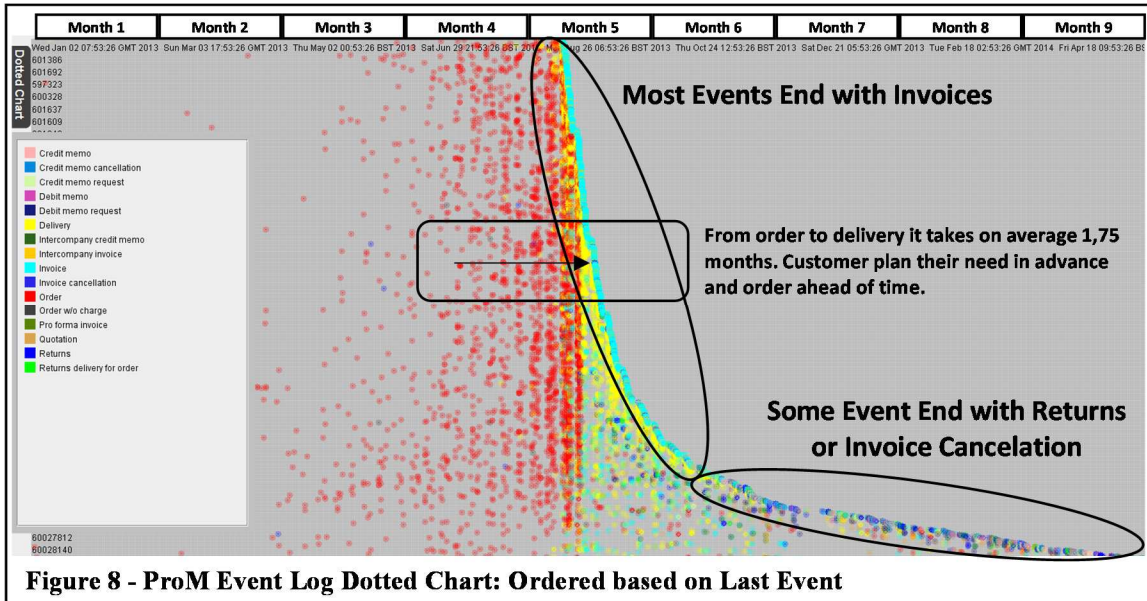 Month 1 Month 2 Month 3 Month 4 Month 5 Month 6 Month 7 Month 8 Month 9
Wed Jan 02 07:53:26 GMT 2013 Sun Mar 03 17:53:26 GMT 2013 Thu May 02 00:53:26 BST 2013 Sat Jun 29 21:53:26 BST 06:53:26 BST 2013 Thu Oct 24 12:53:26 BST 2013 Sat Dec 21 05:53:26 GMT 2013 Tue Feb 18 02:53:26 GMT 2014 Fri Apr 18 09:53:26
Dotted Chart
601386
601692
597323
600328
601637
601609
Most Events End with Invoices
Credit memo
Credit memo cancellation
Credit memo request
Debit memo
Debit memo request
Delivery
Intercompany credit memo
Intercompany invoice
Invoice
Invoice cancellation
Order
Order w/o charge
Pro forma invoice
Quotation
Returns
Returns delivery for order
From order to delivery it takes on average 1,75
months. Customer plan their need in advance
and order ahead of time.
Some Event End with Returns
or Invoice Cancelation
60027812
60028140
Figure 8 - ProM Event Log Dotted Chart: Ordered based on Last Event